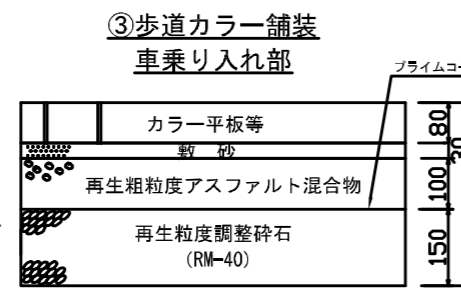 ③歩道カラー舗装
車乗り入れ部
プライムコー
カラー平板等
80
敷 砂
30
再生粗粒度アスファルト混合物
100
再生粒度調整砕石
(RM-40)
150